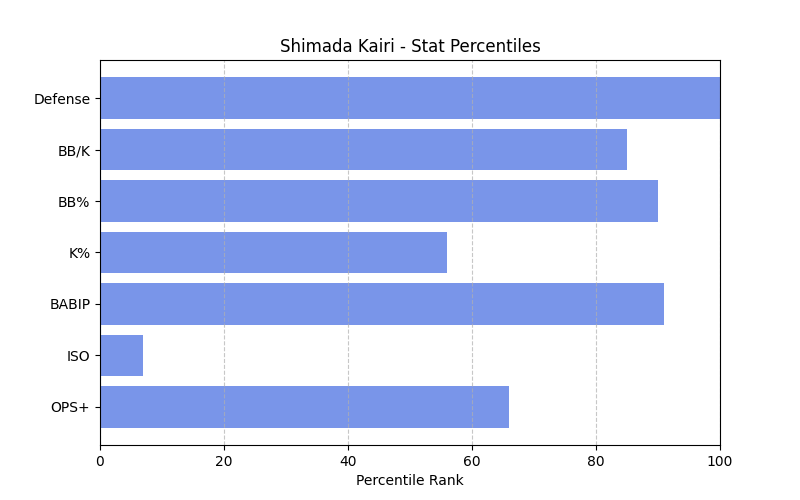 Shimada Kairi - Stat Percentiles
Defense
BB/K
BB%
K%
BABIP
ISO
OPS+
0 20 40 60 80 100
Percentile Rank